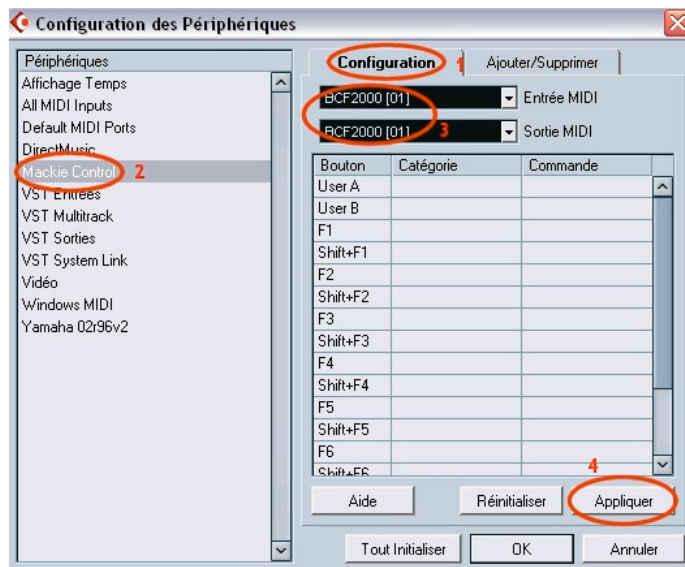 Configuration des Périphériques
Périphériques
Affichage Temps
All MIDI Inputs
Default MIDI Ports
DirectMusic
Mackie Control 2
VST Entrées
VST Multitrack
VST Sorties
VST System Link
Vidéo
Windows MIDI
Yamaha 02r96v2
Configuration 1 Ajouter/Supprimer
BCF2000 [01] Entrée MIDI
BCF2000 [01] 3 Sortie MIDI
Bouton Catégorie Commande
User A
User B
F1
Shift+F1
F2
Shift+F2
F3
Shift+F3
F4
Shift+F4
F5
Shift+F5
F6
Shift+F6
4
Aide Réinitialiser Appliquer
Tout Initialiser OK Annuler